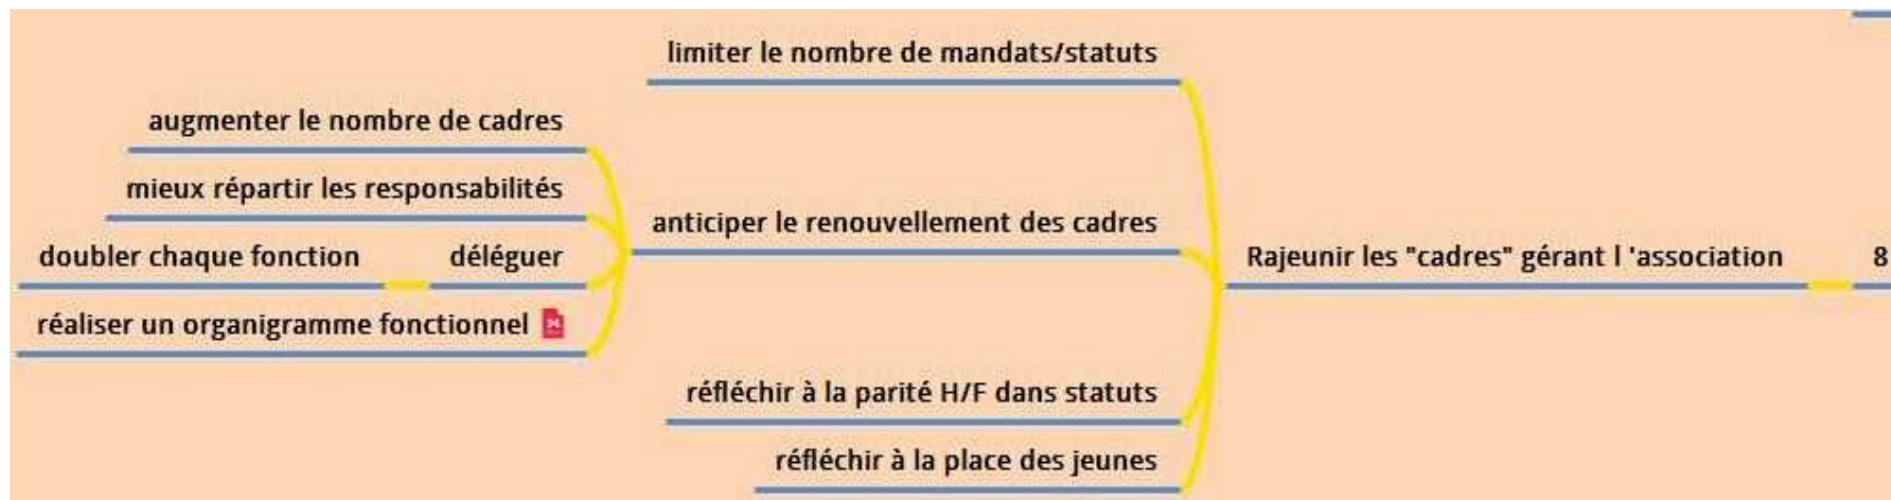 limiter le nombre de mandats/statuts
augmenter le nombre de cadres
mieux répartir les responsabilités
anticiper le renouvellement des cadres
doubler chaque fonction
déléguer
Rajeunir les "cadres" gérant l 'association
8
réaliser un organigramme fonctionnel
réfléchir à la parité H/F dans statuts
réfléchir à la place des jeunes